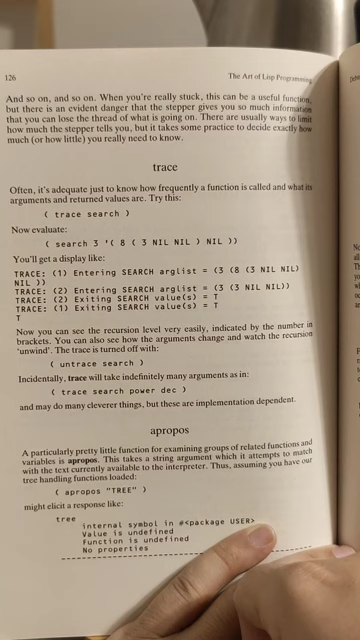 126
The Art of Lisp Programming
And so on, and so on. When you're really stuck, this can be a useful function,
but there is an evident danger that the stepper gives you so much information
that you can lose the thread of what is going on. There are usually ways to limit
how much the stepper tells you, but it takes some practice to decide exactly how
much (or how little) you really need to know.
trace
Often, it's adequate just to know how frequently a function is called and what its
arguments and returned values are. Try this:
( trace search )
Now evaluate:
( search 3 '( 8 ( 3 NIL NIL ) NIL ))
You'll get a display like:
TRACE: (1) Entering SEARCH arglist = (3 (8 (3 NIL NIL)
NIL ))
TRACE: (2) Entering SEARCH arglist = (3 (3 NIL NIL))
TRACE: (2) Exiting SEARCH value(s) = T
TRACE: (1) Exiting SEARCH value(s) = T
T
Now you can see the recursion level very easily, indicated by the number in
brackets. You can also see how the arguments change and watch the recursion
'unwind'. The trace is turned off with:
( untrace search )
Incidentally, trace will take indefinitely many arguments as in:
( trace search power dec )
and may do many cleverer things, but these are implementation dependent.
apropos
A particularly pretty little function for examining groups of related functions and
variables is apropos. This takes a string argument which it attempts to match
with the text currently available to the interpreter. Thus, assuming you have our
tree handling functions loaded:
( apropos "TREE" )
might elicit a response like:
tree
internal symbol in #<package USER>
Value is undefined
Function is undefined
No properties